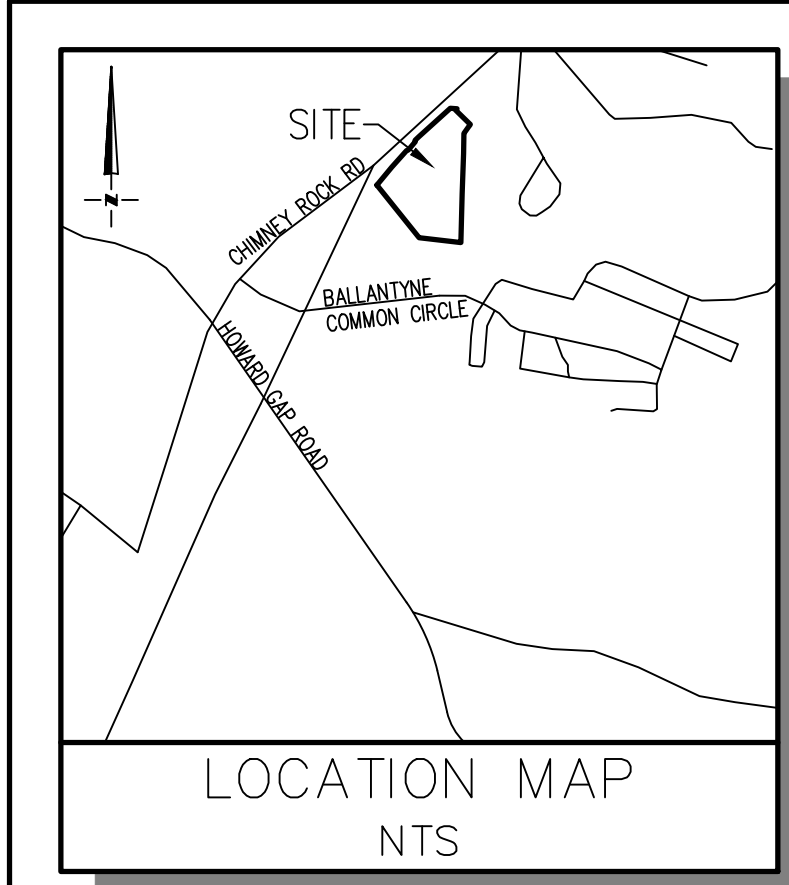 SITE
N
CHIMNEY ROCK RD
BALLANTYNE
COMMON CIRCLE
HOWARD GAP ROAD
LOCATION MAP
NTS